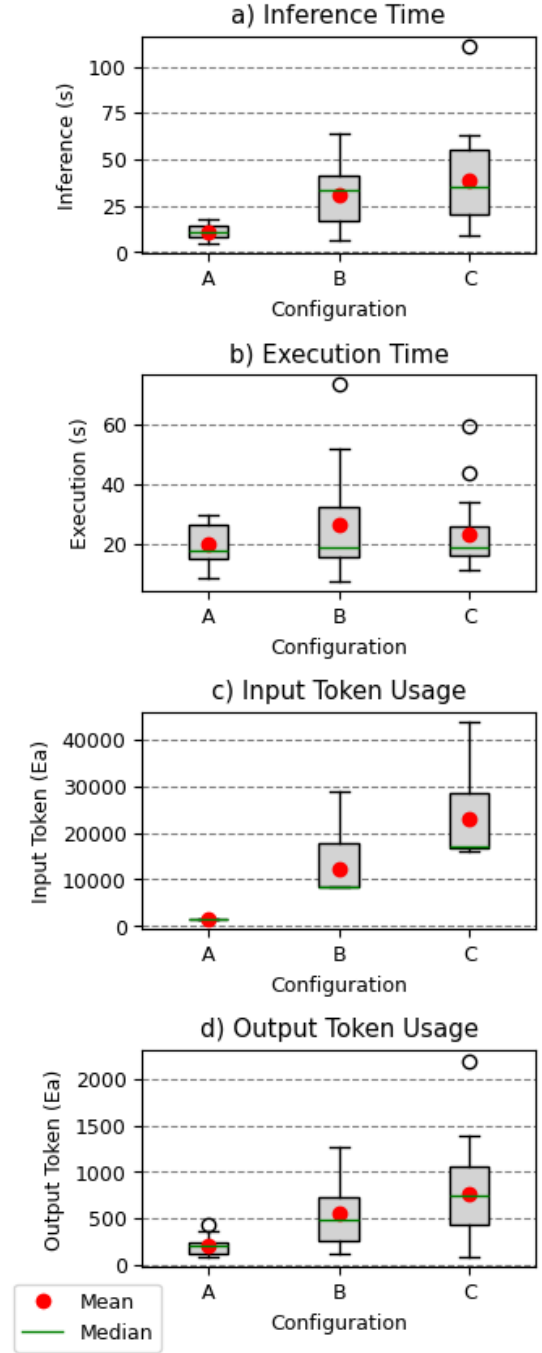 a) Inference Time
100
75
50
25
0
Inference (s)
A B C
Configuration
b) Execution Time
60
40
20
Execution (s)
A B C
Configuration
c) Input Token Usage
40000
30000
20000
10000
0
Input Token (Ea)
A B C
Configuration
d) Output Token Usage
2000
1500
1000
500
0
Output Token (Ea)
A B C
Configuration
Mean
Median